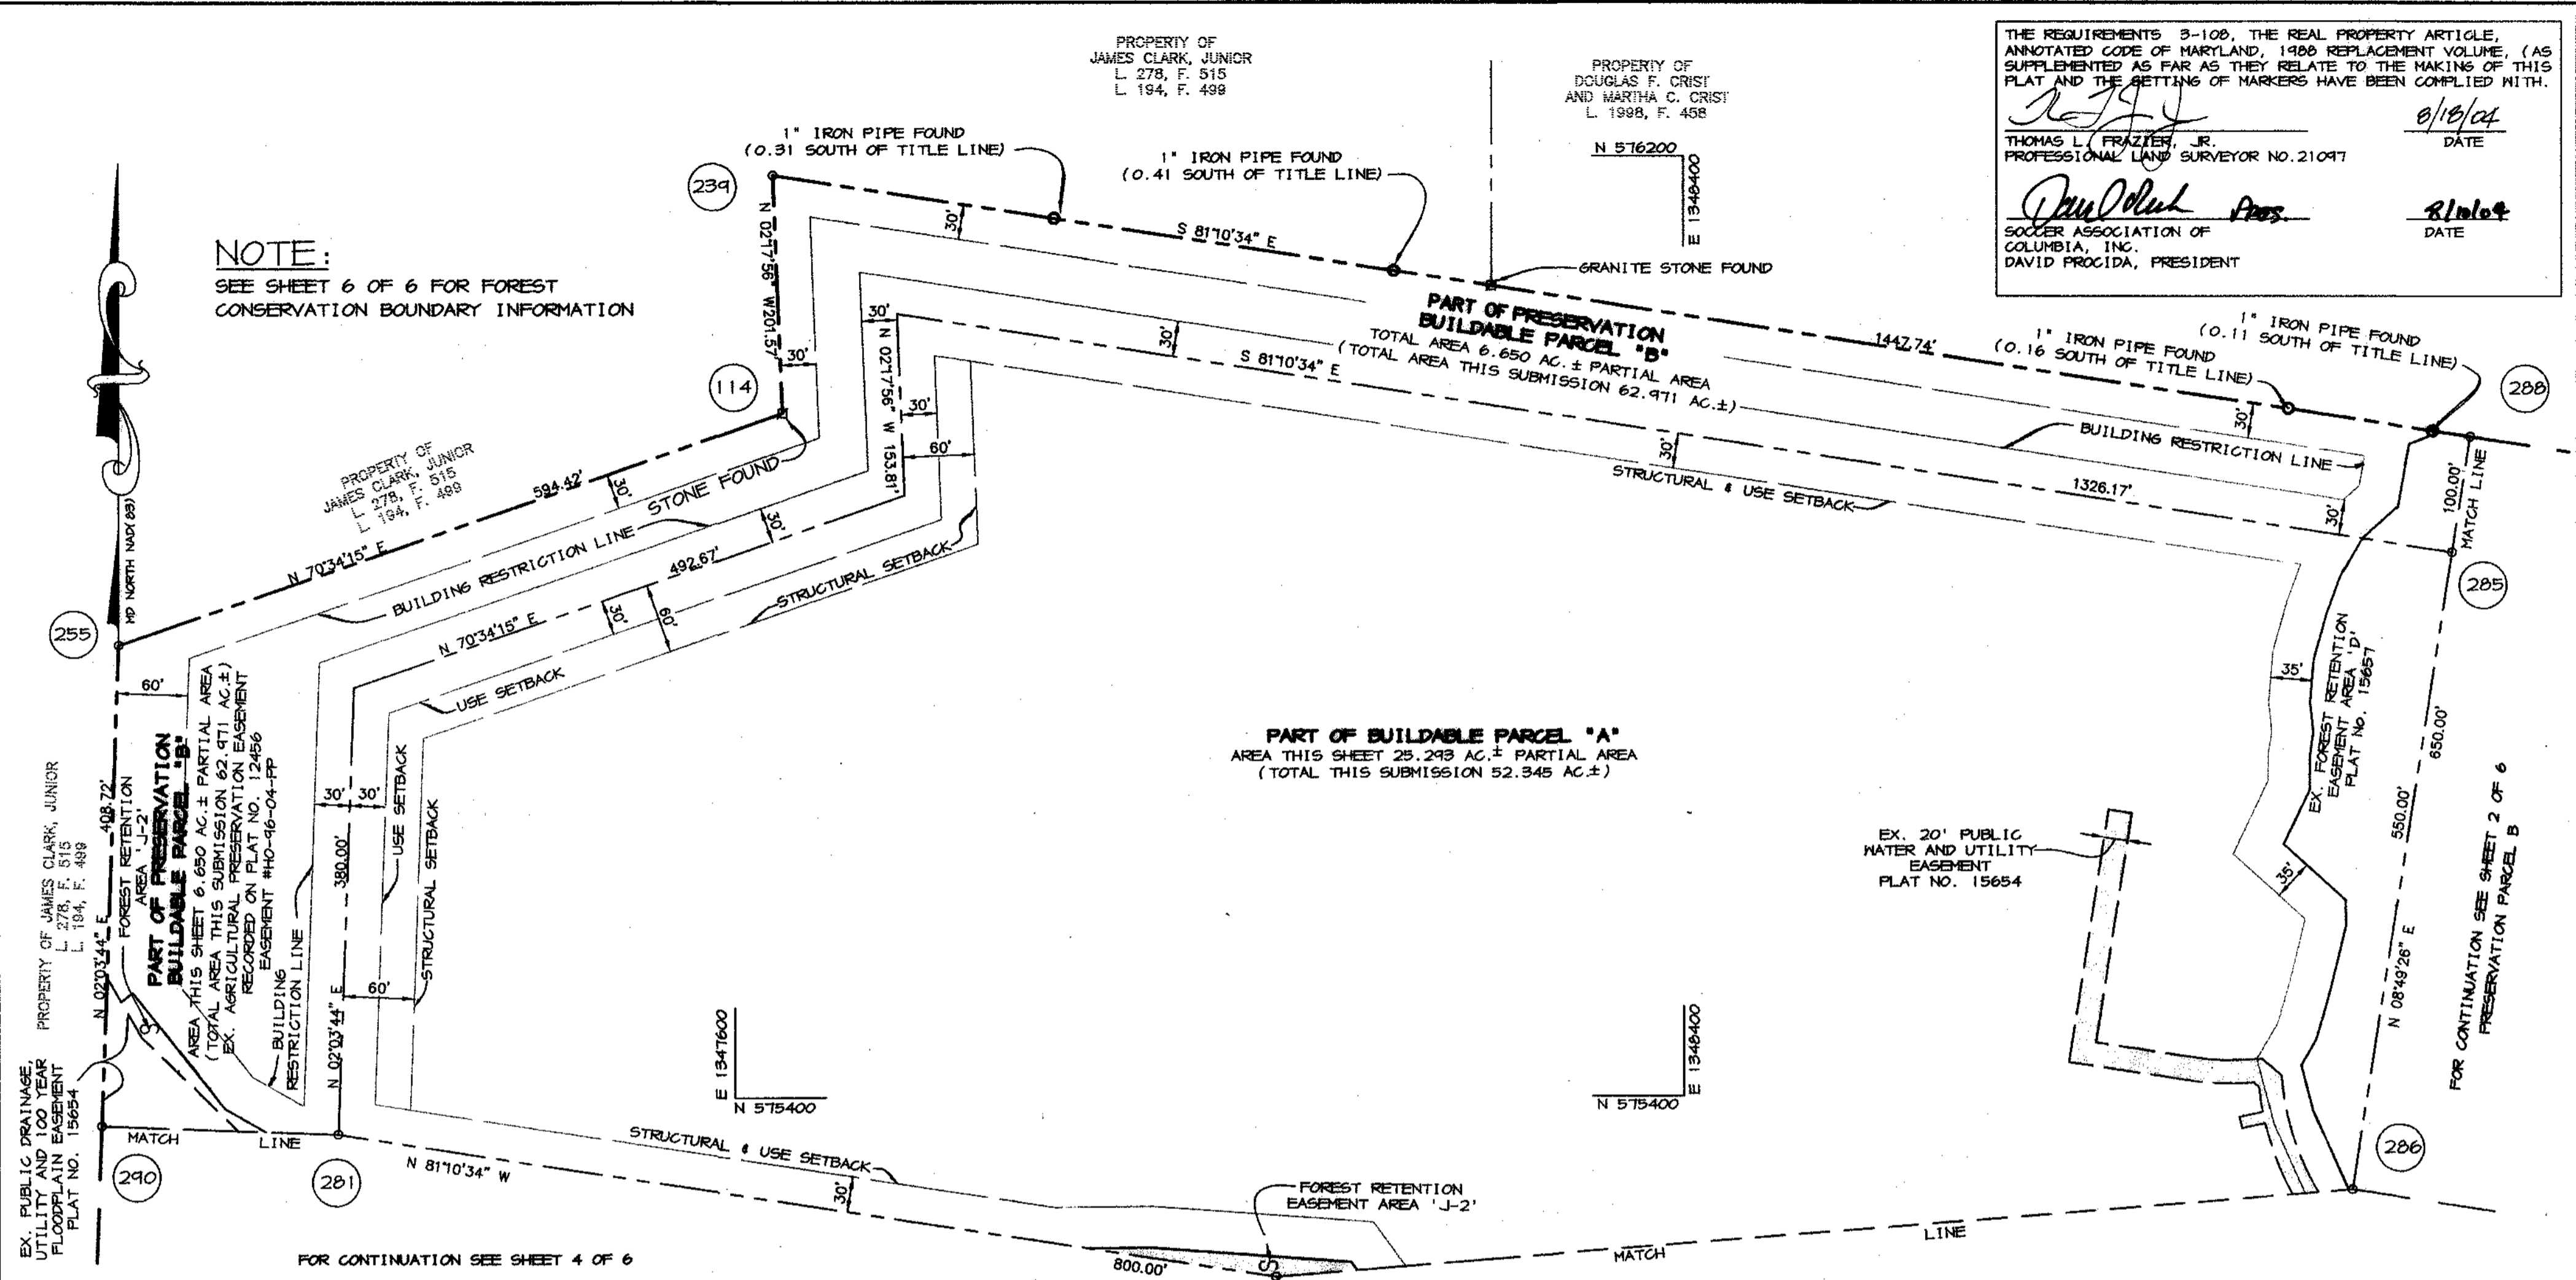 PROPERTY OF
JAMES CLARK, JUNIOR
L. 278, F. 515
L. 194, F. 499
PROPERTY OF
DOUGLAS F. CRIST
AND MARTHA C. CRIST
L. 1998, F. 458
THE REQUIREMENTS 3-108, THE REAL PROPERTY ARTICLE,
ANNOTATED CODE OF MARYLAND, 1988 REPLACEMENT VOLUME, (AS
SUPPLEMENTED AS FAR AS THEY RELATE TO THE MAKING OF THIS
PLAT AND THE SETTING OF MARKERS HAVE BEEN COMPLIED WITH.
8/18/04
THOMAS L. FRAZIER, JR.
DATE
PROFESSIONAL LAND SURVEYOR NO.21097
Pres.
8/10/04
SOCCER ASSOCIATION OF
DATE
COLUMBIA, INC.
DAVID PROCIDA, PRESIDENT
1" IRON PIPE FOUND
(0.31 SOUTH OF TITLE LINE)
1" IRON PIPE FOUND
(0.41 SOUTH OF TITLE LINE)
N 576200
E 1348400
239
30'
S 81°10'34" E
GRANITE STONE FOUND
NOTE:
SEE SHEET 6 OF 6 FOR FOREST
CONSERVATION BOUNDARY INFORMATION
N 02°17'56" W 201.57'
30'
30'
N 02°17'56" W 153.81'
30'
60'
30'
S 81°10'34" E
PART OF PRESERVATION
BUILDABLE PARCEL "B"
TOTAL AREA 6.650 AC. ± PARTIAL AREA
(TOTAL AREA THIS SUBMISSION 62.971 AC.±)
1447.74'
1" IRON PIPE FOUND
(0.16 SOUTH OF TITLE LINE)
1" IRON PIPE FOUND
(0.11 SOUTH OF TITLE LINE)
288
30'
BUILDING RESTRICTION LINE
30'
STRUCTURAL & USE SETBACK
1326.17'
30'
100.00'
MATCH LINE
285
114
PROPERTY OF
JAMES CLARK, JUNIOR
L. 278, F. 515
L. 194, F. 499
594.42'
30'
STONE FOUND
N 70°34'15" E
BUILDING RESTRICTION LINE
30'
492.67'
STRUCTURAL SETBACK
N 70°34'15" E
30'
60'
USE SETBACK
MD NORTH NAD(83)
255
60'
PROPERTY OF JAMES CLARK, JUNIOR
L. 278, F. 515
L. 194, F. 499
N 02°03'44" E 408.72'
FOREST RETENTION
AREA 'J-2'
PART OF PRESERVATION
BUILDABLE PARCEL "B"
AREA THIS SHEET 6.650 AC.± PARTIAL AREA
(TOTAL AREA THIS SUBMISSION 62.971 AC.±)
EX. AGRICULTURAL PRESERVATION EASEMENT
RECORDED ON PLAT NO. 12456
EASEMENT #HO-96-04-PP
BUILDING
RESTRICTION LINE
30'
30'
N 02°03'44" E 380.00'
60'
USE SETBACK
STRUCTURAL SETBACK
PART OF BUILDABLE PARCEL "A"
AREA THIS SHEET 25.293 AC.± PARTIAL AREA
(TOTAL THIS SUBMISSION 52.345 AC.±)
35'
EX. FOREST RETENTION
EASEMENT AREA 'D'
PLAT No. 15657
35'
EX. 20' PUBLIC
WATER AND UTILITY
EASEMENT
PLAT NO. 15654
650.00'
550.00'
N 08°49'26" E
FOR CONTINUATION SEE SHEET 2 OF 6
PRESERVATION PARCEL B
286
E 1347600
N 575400
E 1348400
N 575400
EX. PUBLIC DRAINAGE,
UTILITY AND 100 YEAR
FLOODPLAIN EASEMENT
PLAT NO. 15654
MATCH LINE
290
281
N 81°10'34" W
STRUCTURAL & USE SETBACK
30'
FOREST RETENTION
EASEMENT AREA 'J-2'
800.00'
MATCH LINE
FOR CONTINUATION SEE SHEET 4 OF 6